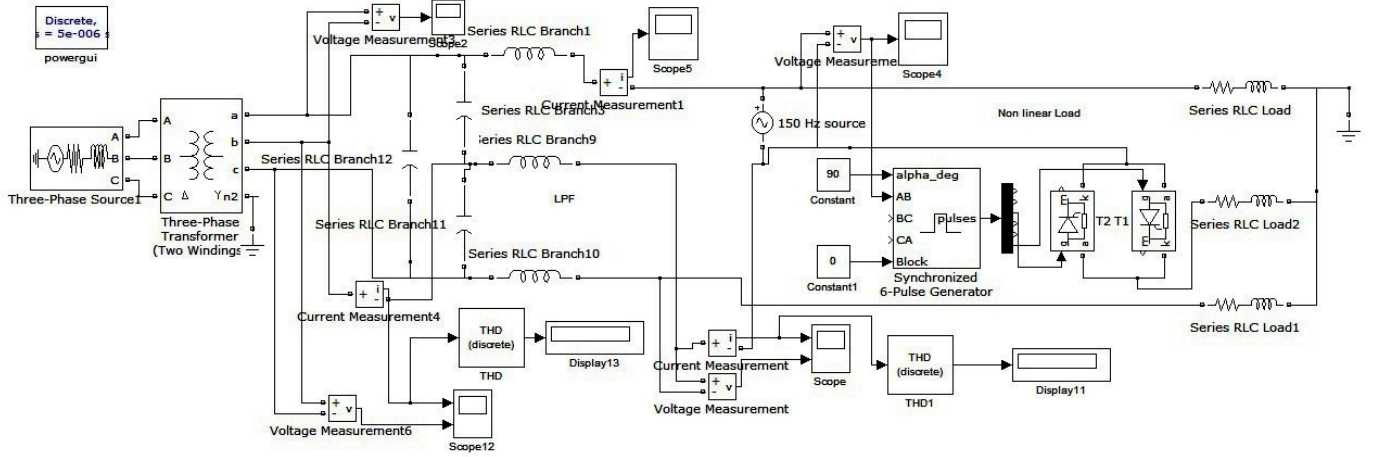 Discrete,
s = 5e-006 s
powergui
Voltage Measurement3
Scope2
Series RLC Branch1
Scope5
Current Measurement1
Voltage Measureme
Scope4
Series RLC Load
Non linear Load
150 Hz source
A
B
C
Three-Phase Source1
A
B
C
a
b
c
n2
Δ
Y
Three-Phase
Transformer
(Two Windings
Series RLC Branch12
Series RLC Branch3
Series RLC Branch9
LPF
Series RLC Branch11
Series RLC Branch10
90
Constant
0
Constant1
alpha_deg
AB
BC
CA
Block
pulses
Synchronized
6-Pulse Generator
T2
T1
g
m
a
k
g
m
a
k
Series RLC Load2
Series RLC Load1
+
-
i
v
Current Measurement4
THD
(discrete)
THD
Display13
Voltage Measurement6
Scope12
Current Measurement
Voltage Measurement
Scope
THD
(discrete)
THD1
Display11